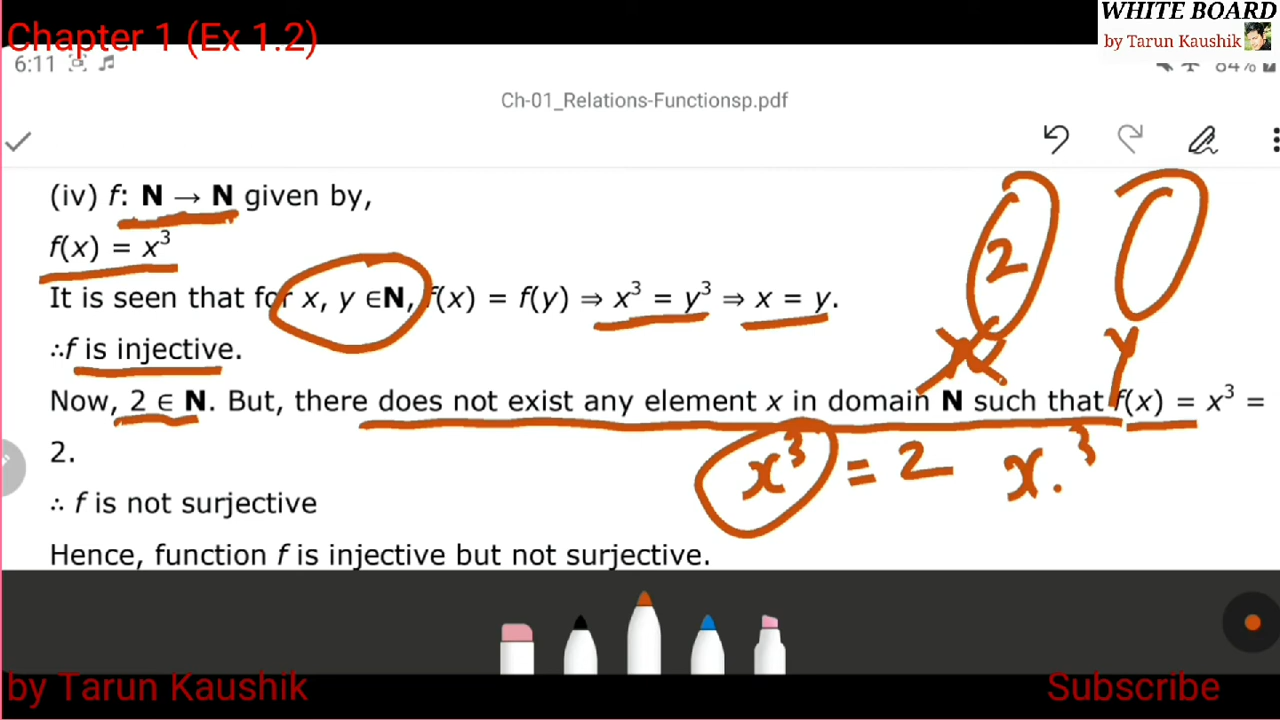 Chapter 1 (Ex 1.2)
WHITE BOARD
by Tarun Kaushik
6:11
84%
Ch-01_Relations-Functionsp.pdf
(iv) f: N → N given by,
f(x) = x³
It is seen that for x, y ∈N, f(x) = f(y) ⇒ x³ = y³ ⇒ x = y.
∴f is injective.
Now, 2 ∈ N. But, there does not exist any element x in domain N such that f(x) = x³ =
2.
∴ f is not surjective
Hence, function f is injective but not surjective.
2
x
y
x³ = 2
x.³
by Tarun Kaushik
Subscribe